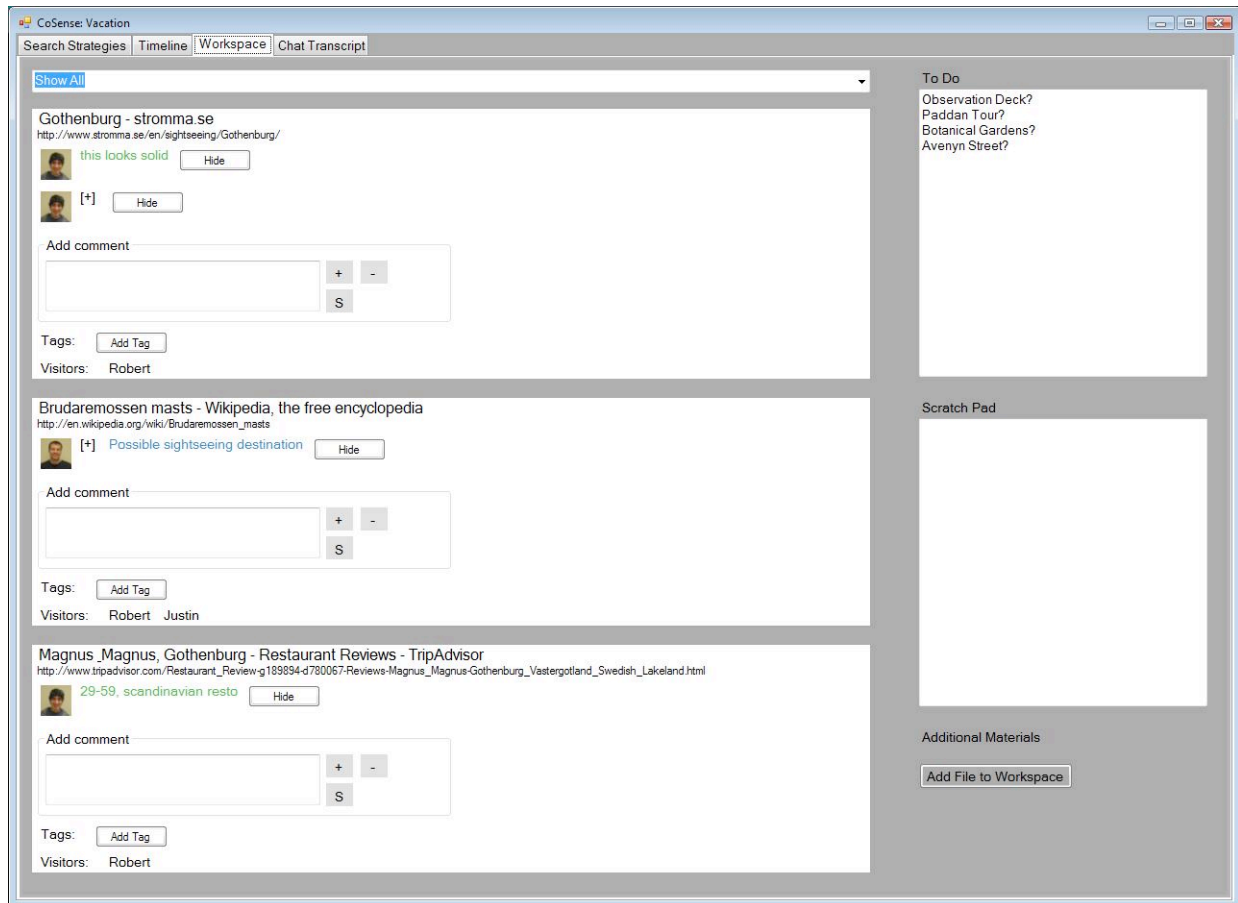 CoSense: Vacation
Search Strategies Timeline Workspace Chat Transcript
Show All
Gothenburg - stromma.se
http://www.stromma.se/en/sightseeing/Gothenburg/
this looks solid Hide
[+] Hide
Add comment
+ -
S
Tags: Add Tag
Visitors: Robert
Brudaremossen masts - Wikipedia, the free encyclopedia
http://en.wikipedia.org/wiki/Brudaremossen_masts
[+] Possible sightseeing destination Hide
Add comment
+ -
S
Tags: Add Tag
Visitors: Robert Justin
Magnus _Magnus, Gothenburg - Restaurant Reviews - TripAdvisor
http://www.tripadvisor.com/Restaurant_Review-g189894-d780067-Reviews-Magnus_Magnus-Gothenburg_Vastergotland_Swedish_Lakeland.html
29-59, scandinavian resto Hide
Add comment
+ -
S
Tags: Add Tag
Visitors: Robert
To Do
Observation Deck?
Paddan Tour?
Botanical Gardens?
Avenyn Street?
Scratch Pad
Additional Materials
Add File to Workspace